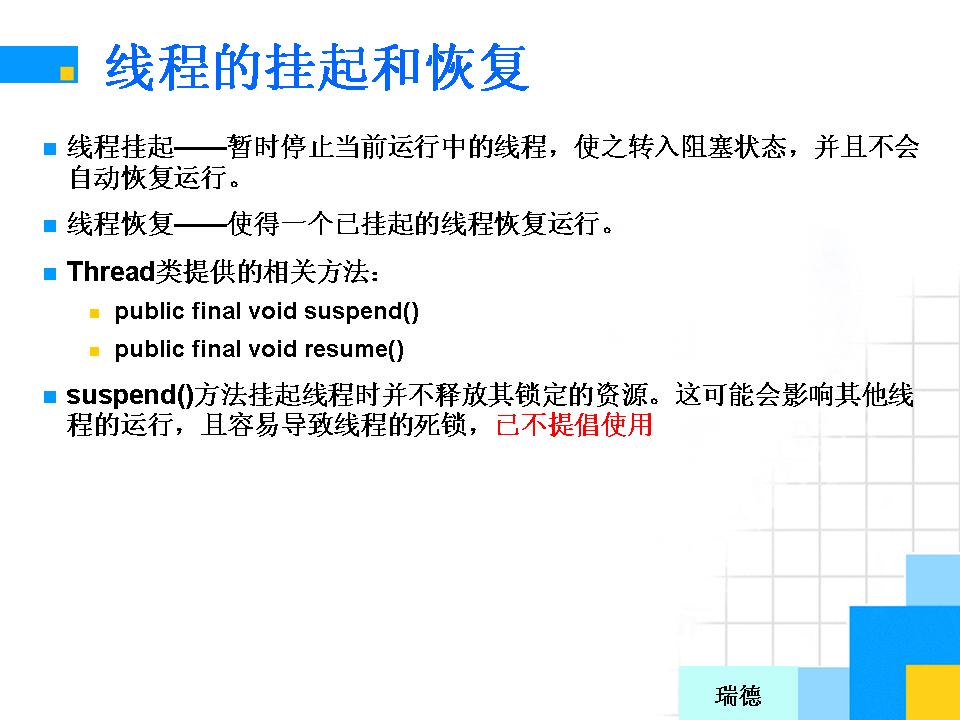 线程的挂起和恢复
线程挂起——暂时停止当前运行中的线程，使之转入阻塞状态，并且不会
自动恢复运行。
线程恢复——使得一个已挂起的线程恢复运行。
Thread类提供的相关方法：
public final void suspend()
public final void resume()
suspend()方法挂起线程时并不释放其锁定的资源。这可能会影响其他线
程的运行，且容易导致线程的死锁，已不提倡使用
瑞德